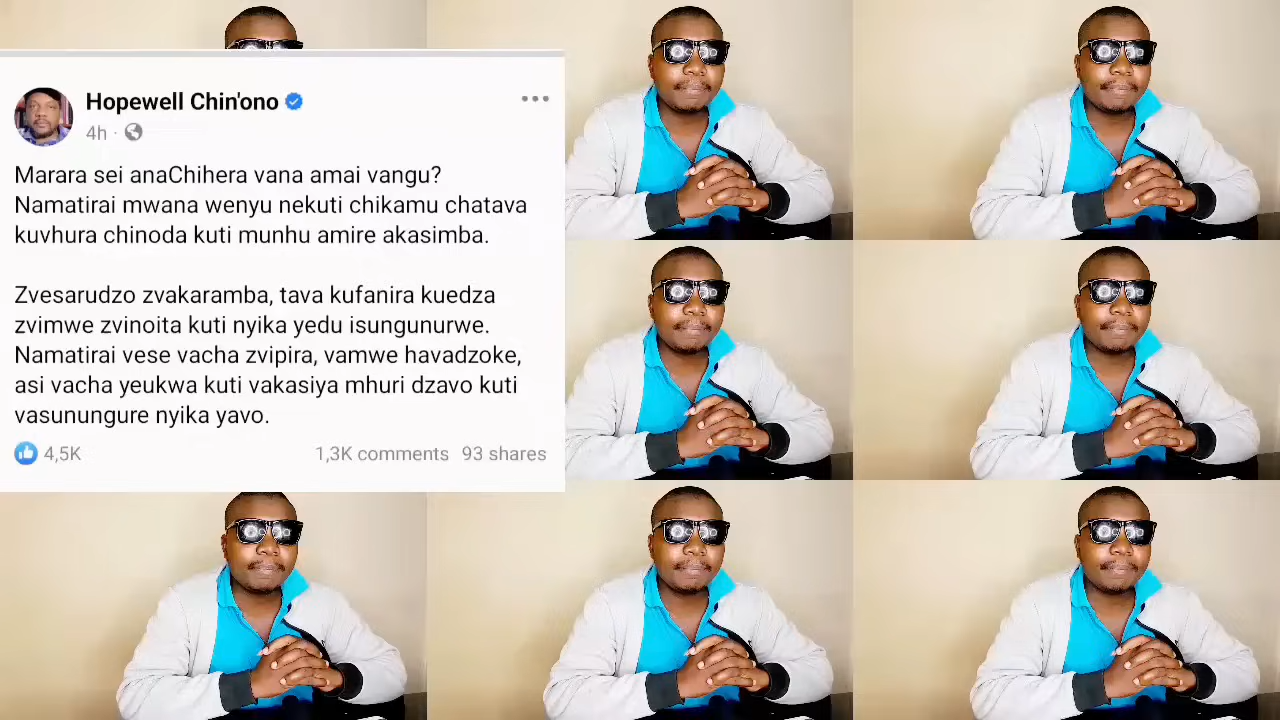 Hopewell Chin'ono
4h
Marara sei anaChihera vana amai vangu?
Namatirai mwana wenyu nekuti chikamu chatava
kuvhura chinoda kuti munhu amire akasimba.
Zvesarudzo zvakaramba, tava kufanira kuedza
zvimwe zvinoita kuti nyika yedu isungunurwe.
Namatirai vese vacha zvipira, vamwe havadzoke,
asi vacha yeukwa kuti vakasiya mhuri dzavo kuti
vasunungure nyika yavo.
4,5K 1,3K comments 93 shares